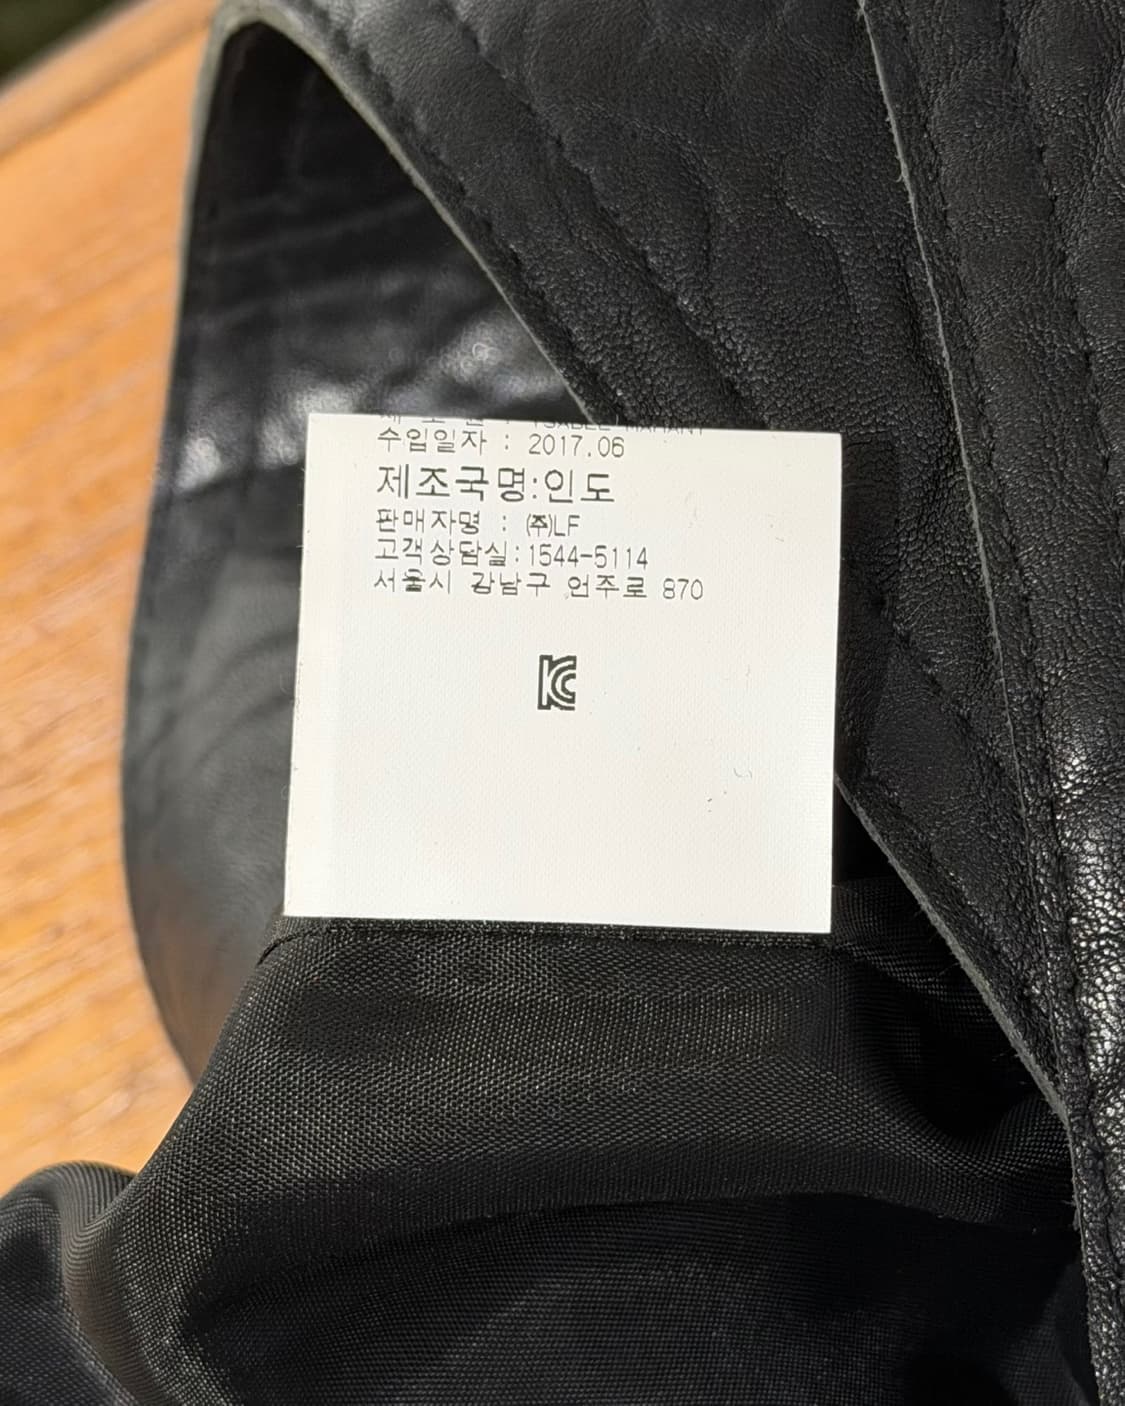 수입일자 : 2017.06
제조국명:인도
판매자명 : ㈜LF
고객상담실:1544-5114
서울시 강남구 언주로 870
KC